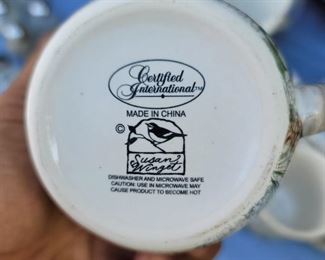 Certified
International™
MADE IN CHINA
©
Susan
Winget
DISHWASHER AND MICROWAVE SAFE
CAUTION: USE IN MICROWAVE MAY
CAUSE PRODUCT TO BECOME HOT